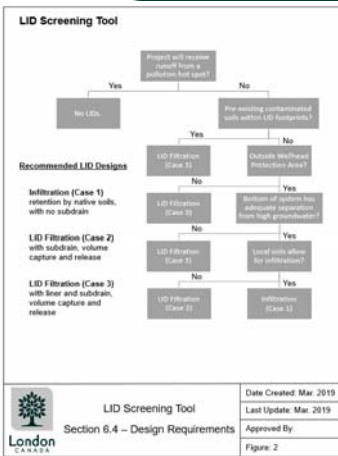 LID Screening Tool
Project will receive
runoff from a
pollution hot spot?
Yes
No
No LIDs.
Pre-existing contaminated
soils within LID footprints?
Yes
No
LID Filtration
(Case 3)
Outside Wellhead
Protection Area?
No
Yes
LID Filtration
(Case 3)
Bottom of system has
adequate separation
from high groundwater?
No
Yes
LID Filtration
(Case 3)
Local soils allow
for infiltration?
No
Yes
LID Filtration
(Case 2)
Infiltration
(Case 1)
Recommended LID Designs
Infiltration (Case 1)
retention by native soils,
with no subdrain
LID Filtration (Case 2)
with subdrain, volume
capture and release
LID Filtration (Case 3)
with liner and subdrain,
volume capture and
release
London
CANADA
LID Screening Tool
Section 6.4 – Design Requirements
Date Created: Mar. 2019
Last Update: Mar. 2019
Approved By:
Figure: 2